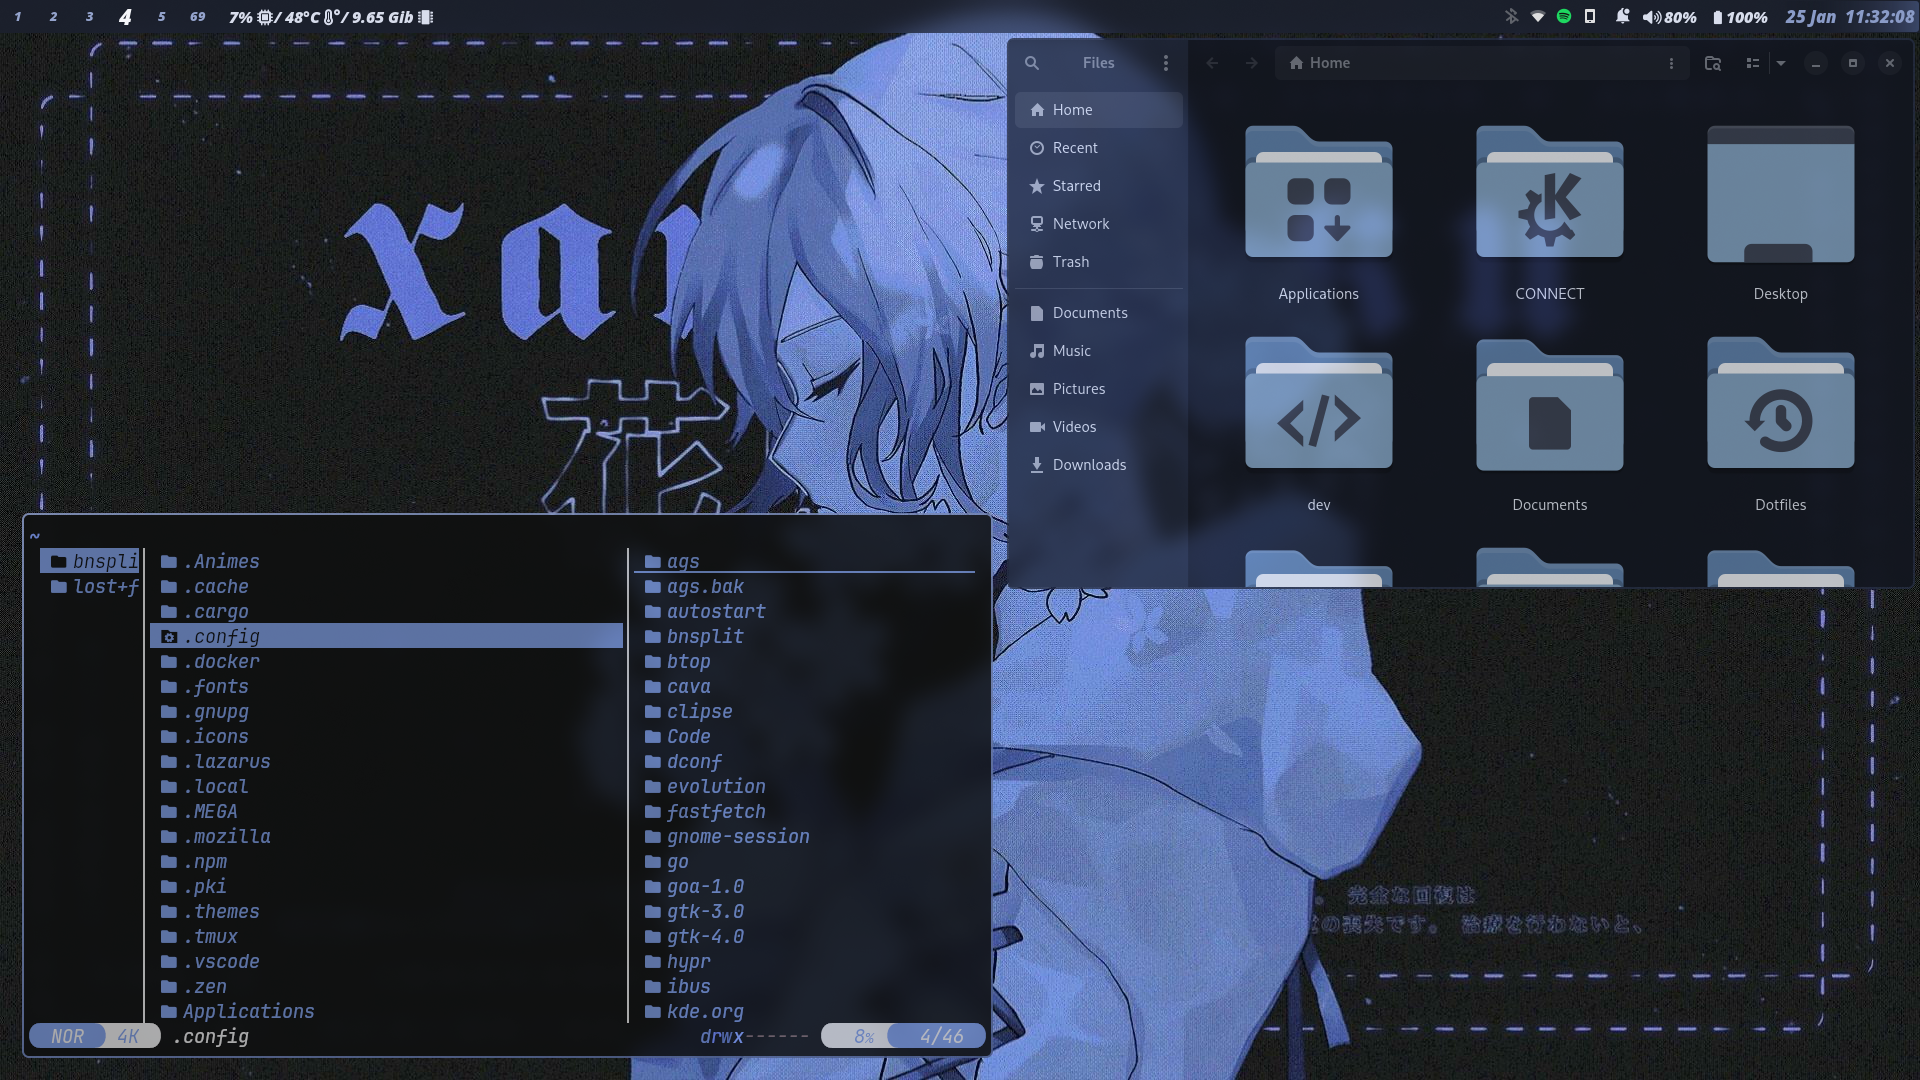 1 2 3 4 5 69 7% / 48°C / 9.65 Gib
80% 100% 25 Jan 11:32:08
Files
Home
Home
Recent
Starred
Network
Trash
Documents
Music
Pictures
Videos
Downloads
Applications CONNECT Desktop
dev Documents Dotfiles
花
~
bnspli .Animes ags
lost+f .cache ags.bak
.cargo autostart
.config bnsplit
.docker btop
.fonts cava
.gnupg clipse
.icons Code
.lazarus dconf
.local evolution
.MEGA fastfetch
.mozilla gnome-session
.npm go
.pki goa-1.0
.themes gtk-3.0
.tmux gtk-4.0
.vscode hypr
.zen ibus
Applications kde.org
NOR 4K .config drwx------ 8% 4/46
。 完全な回復は
の喪失です。 治療を行わないと、